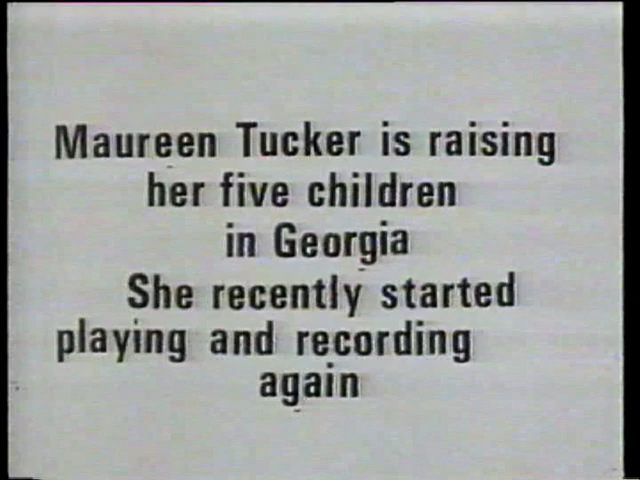 Maureen Tucker is raising
her five children
in Georgia
She recently started
playing and recording
again